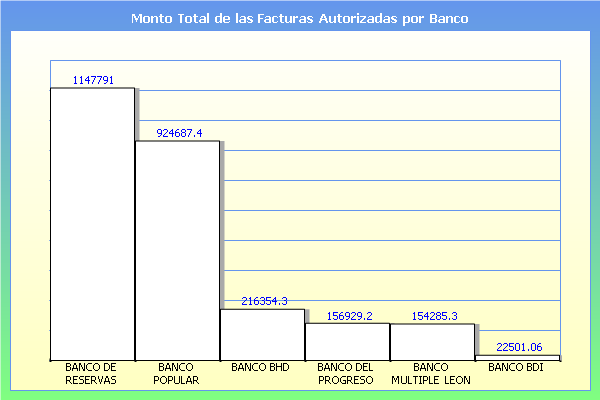 Monto Total de las Facturas Autorizadas por Banco
1147791
924687.4
216354.3
156929.2
154285.3
22501.06
BANCO DE
RESERVAS
BANCO
POPULAR
BANCO BHD
BANCO DEL
PROGRESO
BANCO
MULTIPLE LEON
BANCO BDI